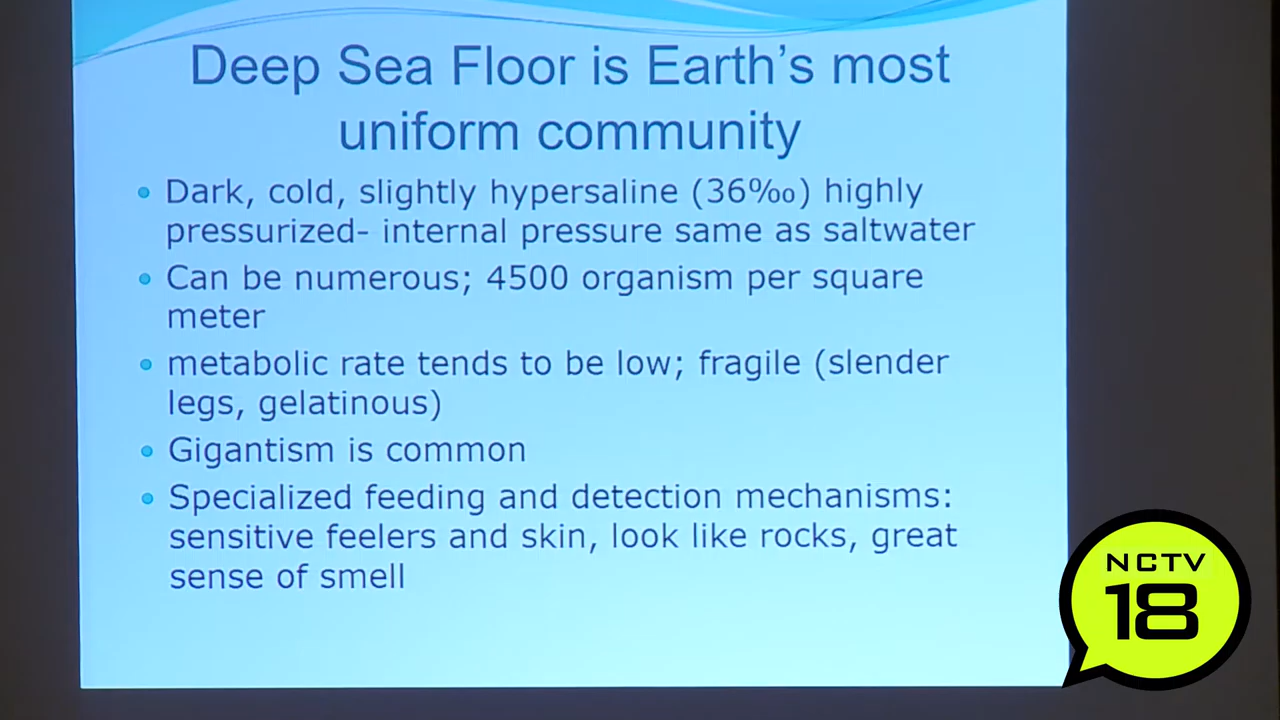 Deep Sea Floor is Earth's most
uniform community
Dark, cold, slightly hypersaline (36‰) highly
pressurized- internal pressure same as saltwater
Can be numerous; 4500 organism per square
meter
metabolic rate tends to be low; fragile (slender
legs, gelatinous)
Gigantism is common
Specialized feeding and detection mechanisms:
sensitive feelers and skin, look like rocks, great
sense of smell
NCTV
18